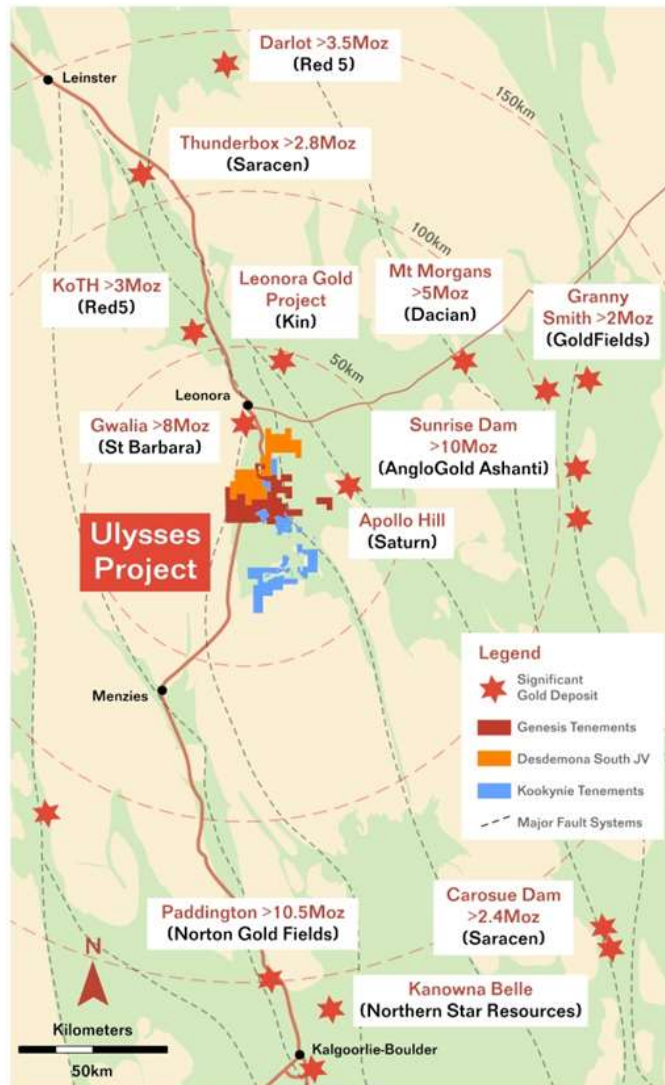 Darlot >3.5Moz
(Red 5)
Leinster
150km
Thunderbox >2.8Moz
(Saracen)
100km
KoTH >3Moz
(Red5)
Leonora Gold
Project
(Kin)
Mt Morgans
>5Moz
(Dacian)
Granny
Smith >2Moz
(GoldFields)
50km
Leonora
Gwalia >8Moz
(St Barbara)
Sunrise Dam
>10Moz
(AngloGold Ashanti)
Apollo Hill
(Saturn)
Ulysses
Project
Legend
Significant
Gold Deposit
Genesis Tenements
Desdemona South JV
Kookynie Tenements
Major Fault Systems
Menzies
Paddington >10.5Moz
(Norton Gold Fields)
Carosue Dam
>2.4Moz
(Saracen)
N
Kanowna Belle
(Northern Star Resources)
Kilometers
50km
Kalgoorlie-Boulder